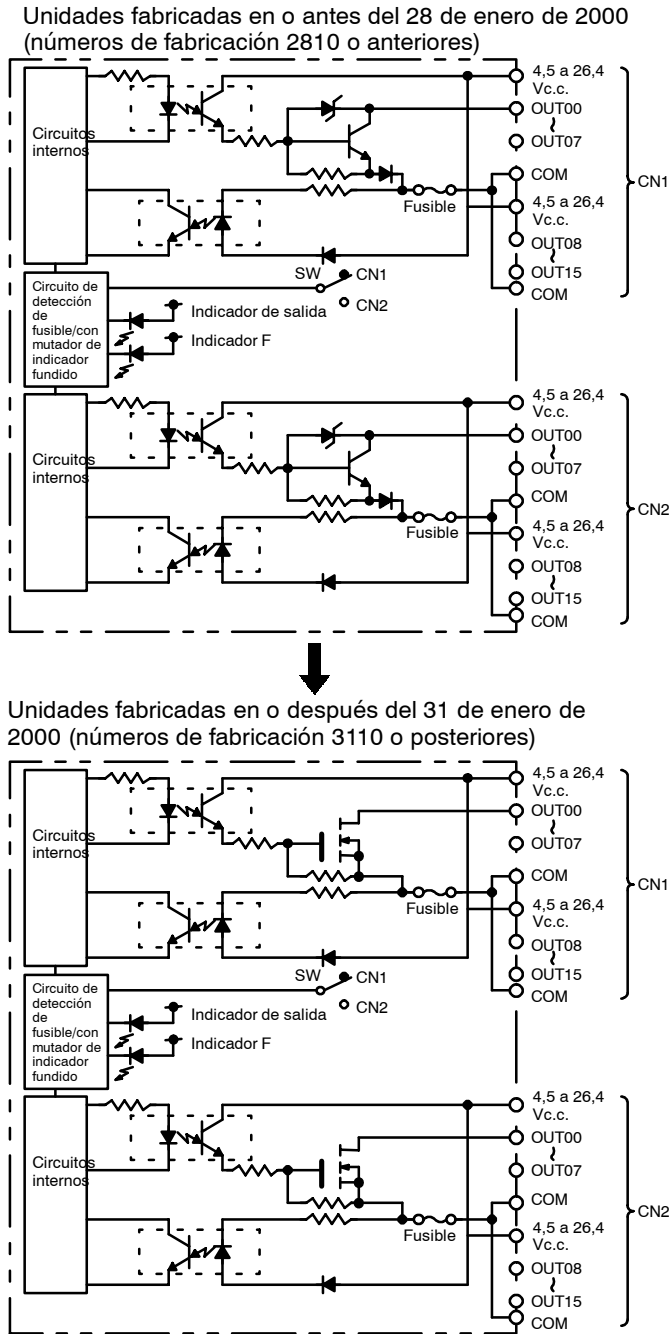 Unidades fabricadas en o antes del 28 de enero de 2000
(números de fabricación 2810 o anteriores)
4,5 a 26,4
Vc.c.
OUT00
~
OUT07
Circuitos
internos
COM
CN1
Fusible
4,5 a 26,4
Vc.c.
OUT08
~
OUT15
COM
SW
CN1
CN2
Circuito de
detección
de
fusible/con
mutador de
indicador
fundido
Indicador de salida
Indicador F
4,5 a 26,4
Vc.c.
OUT00
~
OUT07
Circuitos
internos
COM
CN2
Fusible
4,5 a 26,4
Vc.c.
OUT08
~
OUT15
COM
Unidades fabricadas en o después del 31 de enero de
2000 (números de fabricación 3110 o posteriores)
4,5 a 26,4
Vc.c.
OUT00
~
OUT07
Circuitos
internos
COM
CN1
Fusible
4,5 a 26,4
Vc.c.
OUT08
~
OUT15
COM
SW
CN1
CN2
Circuito de
detección
de
fusible/con
mutador de
indicador
fundido
Indicador de salida
Indicador F
4,5 a 26,4
Vc.c.
OUT00
~
OUT07
Circuitos
internos
COM
CN2
Fusible
4,5 a 26,4
Vc.c.
OUT08
~
OUT15
COM